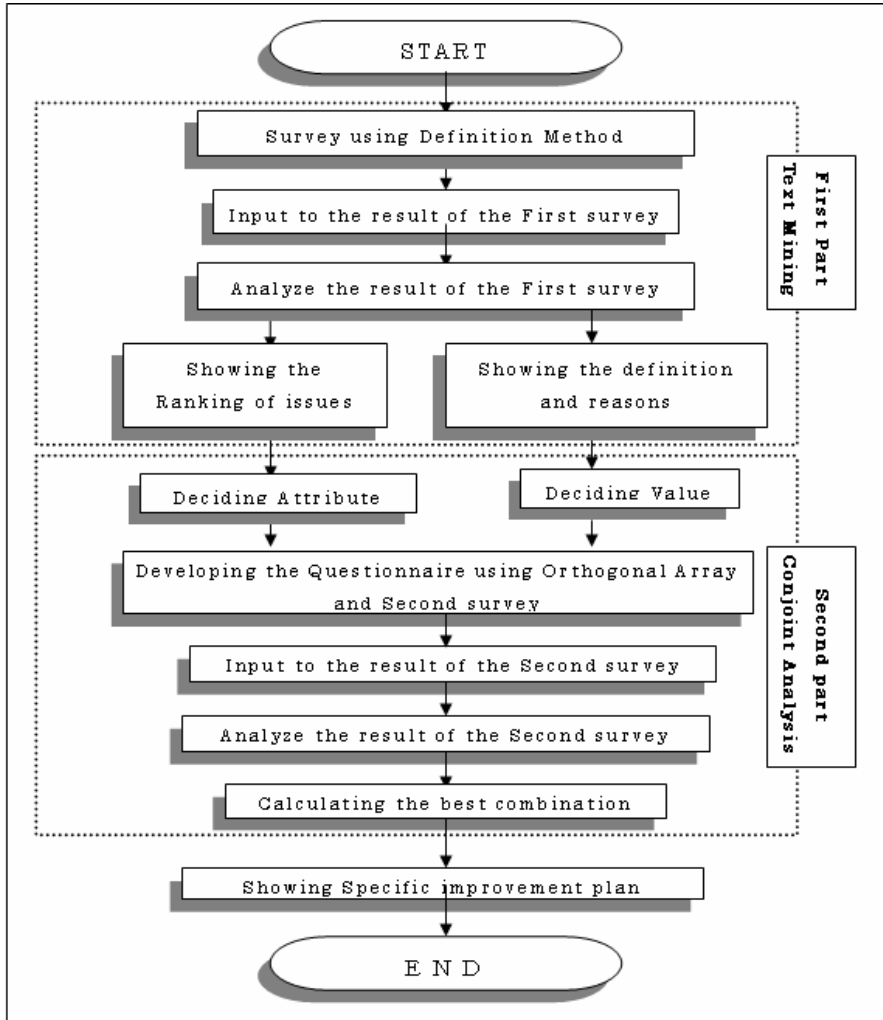 START
Survey using Definition Method
First Part
Text Mining
Input to the result of the First survey
Analyze the result of the First survey
Showing the
Ranking of issues
Showing the definition
and reasons
Deciding Attribute
Deciding Value
Developing the Questionnaire using Orthogonal Array
and Second survey
Second part
Conjoint Analysis
Input to the result of the Second survey
Analyze the result of the Second survey
Calculating the best combination
Showing Specific improvement plan
END